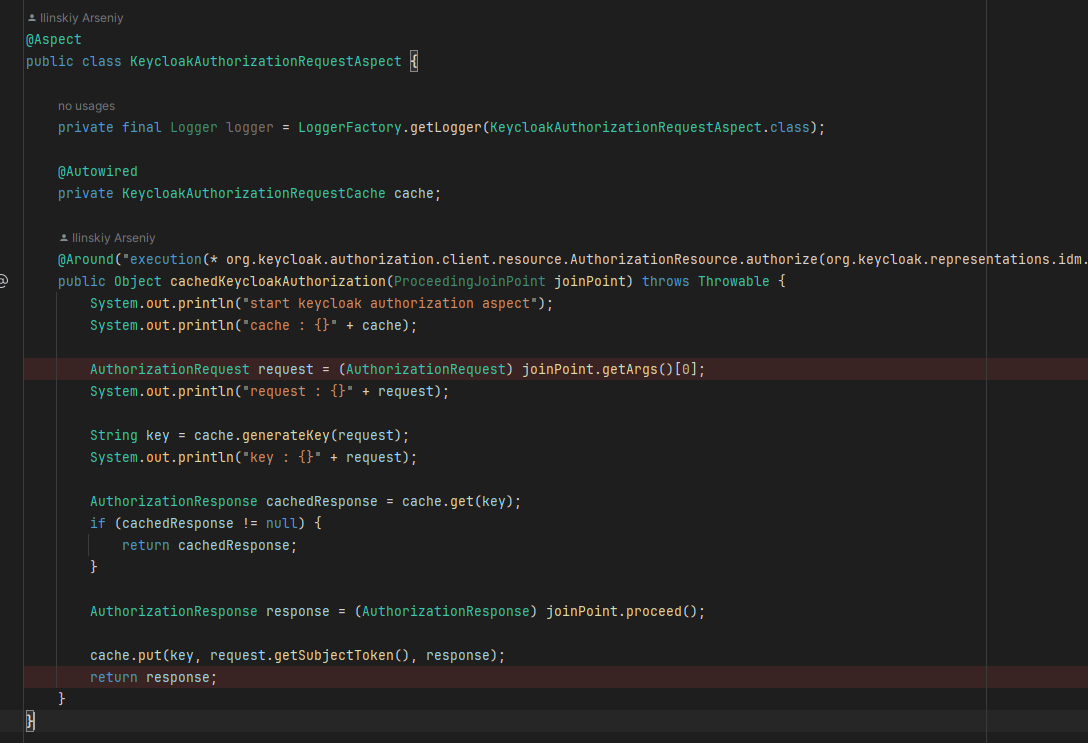 Ilinskiy Arseniy
@Aspect
public class KeycloakAuthorizationRequestAspect {
no usages
private final Logger logger = LoggerFactory.getLogger(KeycloakAuthorizationRequestAspect.class);
@Autowired
private KeycloakAuthorizationRequestCache cache;
Ilinskiy Arseniy
@Around("execution(* org.keycloak.authorization.client.resource.AuthorizationResource.authorize(org.keycloak.representations.idm.
public Object cachedKeycloakAuthorization(ProceedingJoinPoint joinPoint) throws Throwable {
System.out.println("start keycloak authorization aspect");
System.out.println("cache : {}" + cache);
AuthorizationRequest request = (AuthorizationRequest) joinPoint.getArgs()[0];
System.out.println("request : {}" + request);
String key = cache.generateKey(request);
System.out.println("key : {}" + request);
AuthorizationResponse cachedResponse = cache.get(key);
if (cachedResponse != null) {
return cachedResponse;
}
AuthorizationResponse response = (AuthorizationResponse) joinPoint.proceed();
cache.put(key, request.getSubjectToken(), response);
return response;
}
}